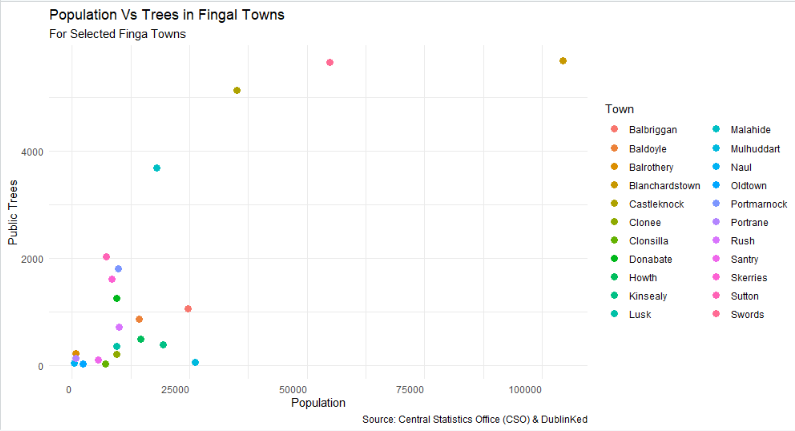 Population Vs Trees in Fingal Towns
For Selected Finga Towns
Public Trees
4000
2000
0
0
25000
50000
75000
100000
Population
Source: Central Statistics Office (CSO) & DublinKed
Town
Balbriggan
Baldoyle
Balrothery
Blanchardstown
Castleknock
Clonee
Clonsilla
Donabate
Howth
Kinsealy
Lusk
Malahide
Mulhuddart
Naul
Oldtown
Portmarnock
Portrane
Rush
Santry
Skerries
Sutton
Swords